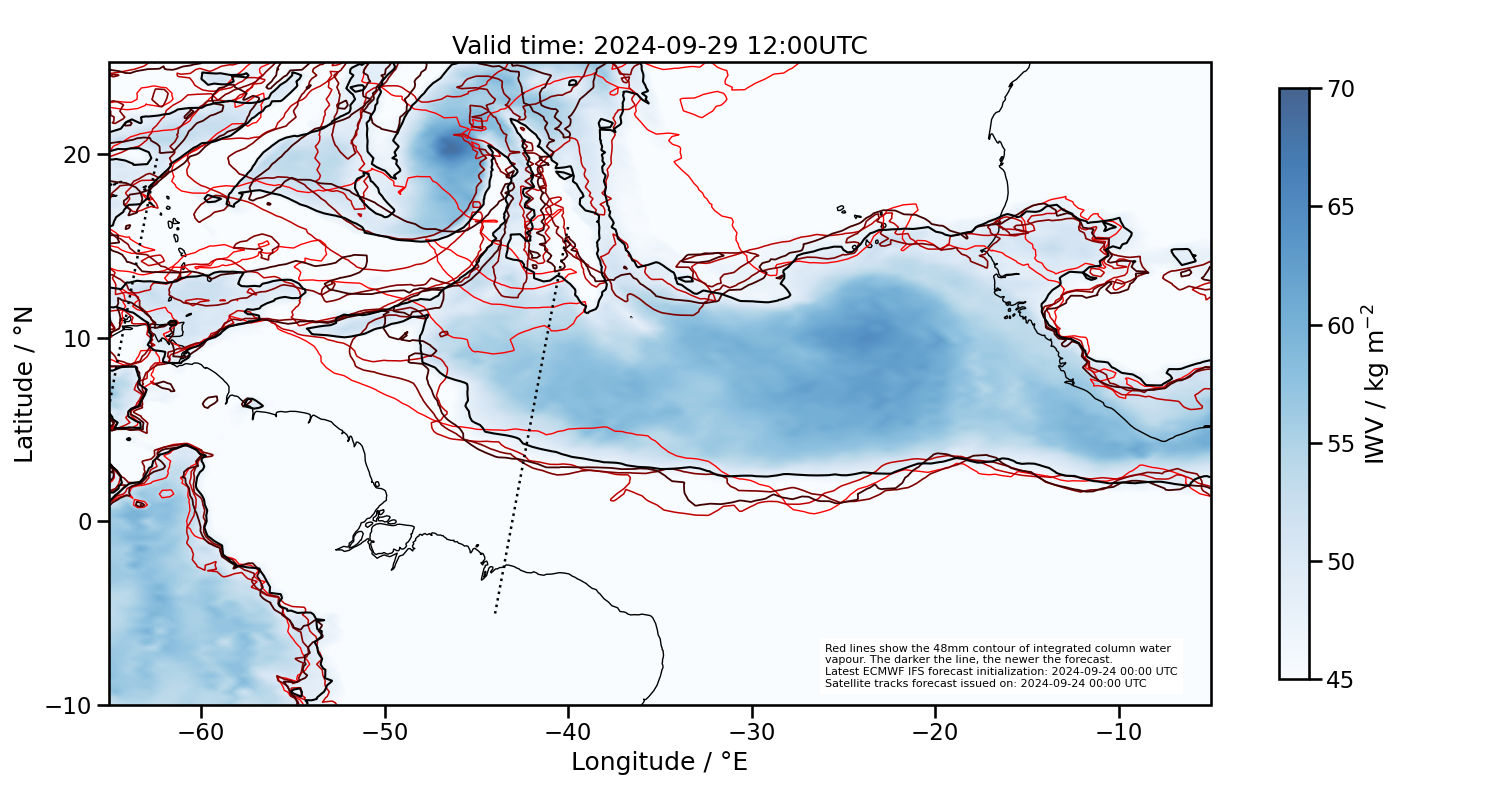 Valid time: 2024-09-29 12:00UTC
Latitude / °N
20
10
0
−10
−60
−50
−40
−30
−20
−10
Longitude / °E
Red lines show the 48mm contour of integrated column water
vapour. The darker the line, the newer the forecast.
Latest ECMWF IFS forecast initialization: 2024-09-24 00:00 UTC
Satellite tracks forecast issued on: 2024-09-24 00:00 UTC
70
65
60
55
50
45
IWV / kg m⁻²